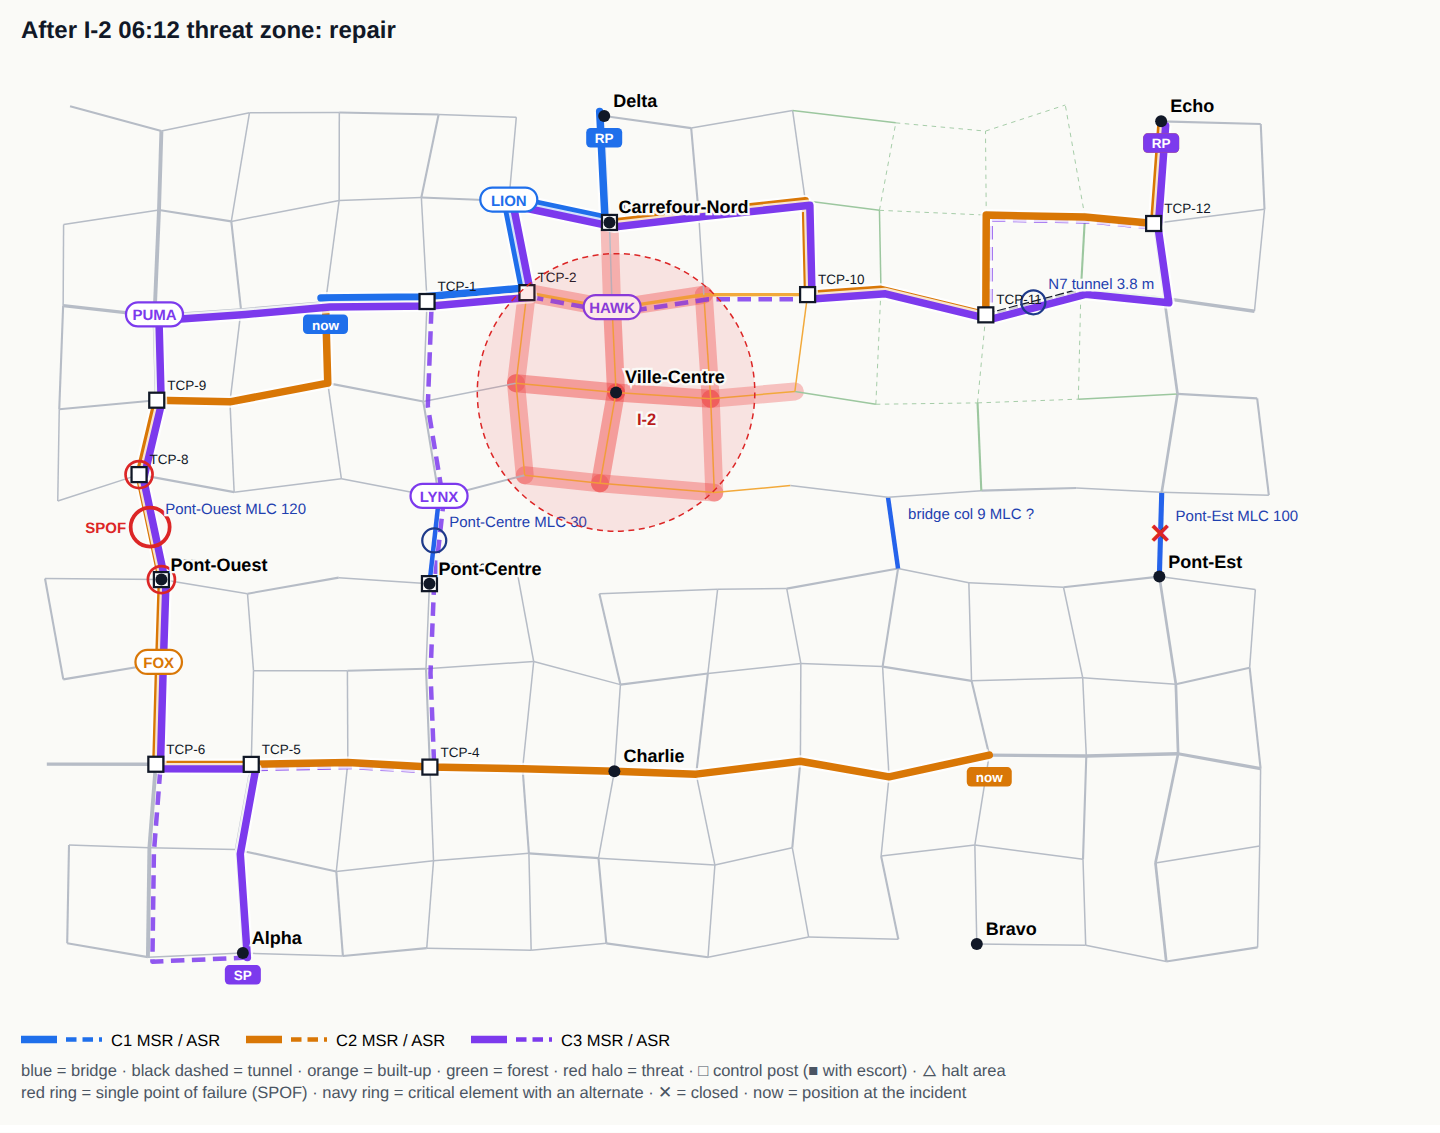 After I-2 06:12 threat zone: repair
Delta
Echo
RP
RP
LION
Carrefour-Nord
TCP-12
TCP-2
TCP-10
N7 tunnel 3.8 m
TCP-1
TCP-11
PUMA
HAWK
now
Ville-Centre
TCP-9
I-2
TCP-8
LYNX
Pont-Ouest MLC 120
bridge col 9 MLC ?
Pont-Est MLC 100
SPOF
Pont-Centre MLC 30
Pont-Ouest
Pont-Centre
Pont-Est
FOX
TCP-6
TCP-5
TCP-4
Charlie
now
Alpha
Bravo
SP
C1 MSR / ASR
C2 MSR / ASR
C3 MSR / ASR
blue = bridge · black dashed = tunnel · orange = built-up · green = forest · red halo = threat · □ control post (■ with escort) · △ halt area
red ring = single point of failure (SPOF) · navy ring = critical element with an alternate · ✕ = closed · now = position at the incident